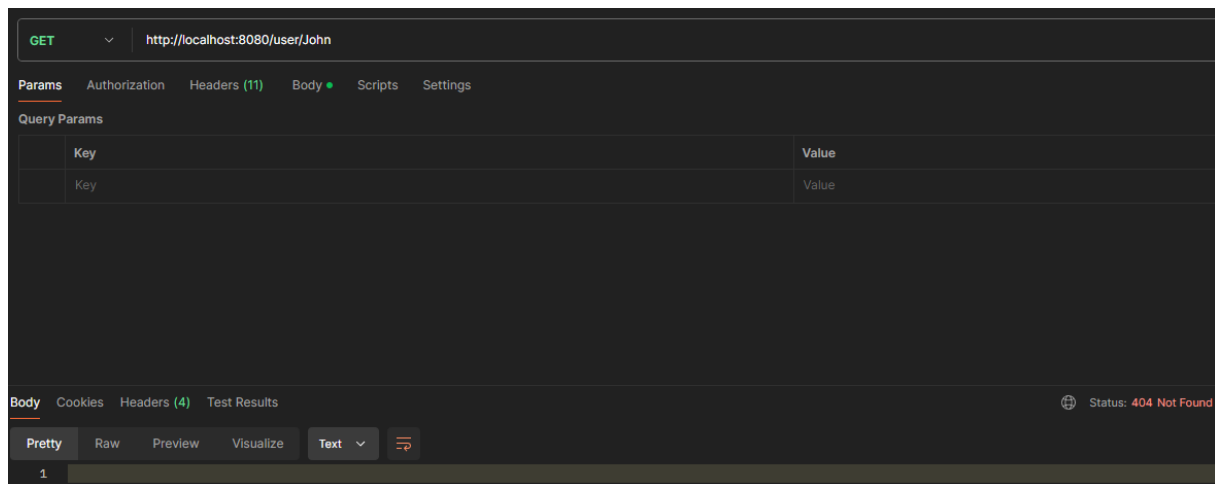 GET http://localhost:8080/user/John
Params Authorization Headers (11) Body Scripts Settings
Query Params
Key Value
Key Value
Body Cookies Headers (4) Test Results Status: 404 Not Found
Pretty Raw Preview Visualize Text
1